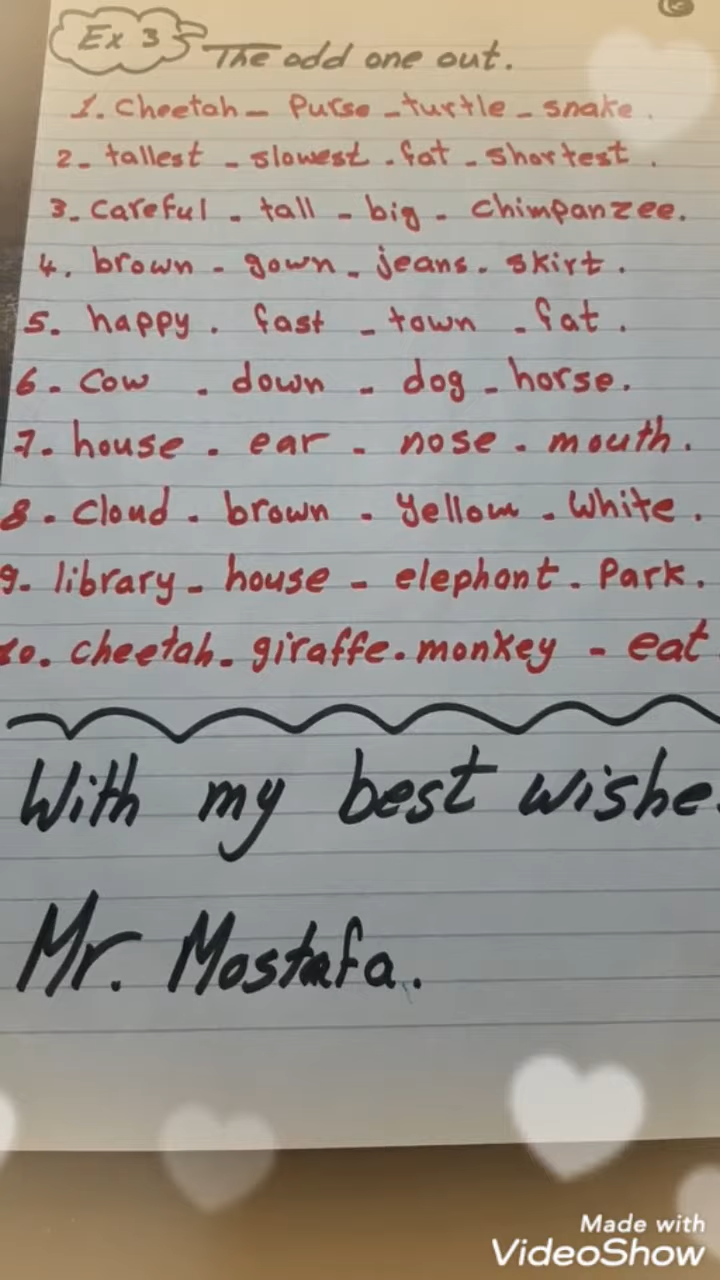 Ex 3 The odd one out.
1. Cheetah - Purse - turtle - snake.
2 - tallest - slowest . fat - shortest .
3. Careful - tall - big - chimpanzee.
4. brown - gown - jeans - skirt .
5. happy . fast - town - fat .
6 - Cow . down - dog - horse.
7. house . ear - nose - mouth.
8 . Cloud . brown - Yellow - White .
9- library - house - elephont . Park.
10. cheetah - giraffe . monkey - eat
With my best wishe
Mr. Mostafa.
Made with
VideoShow